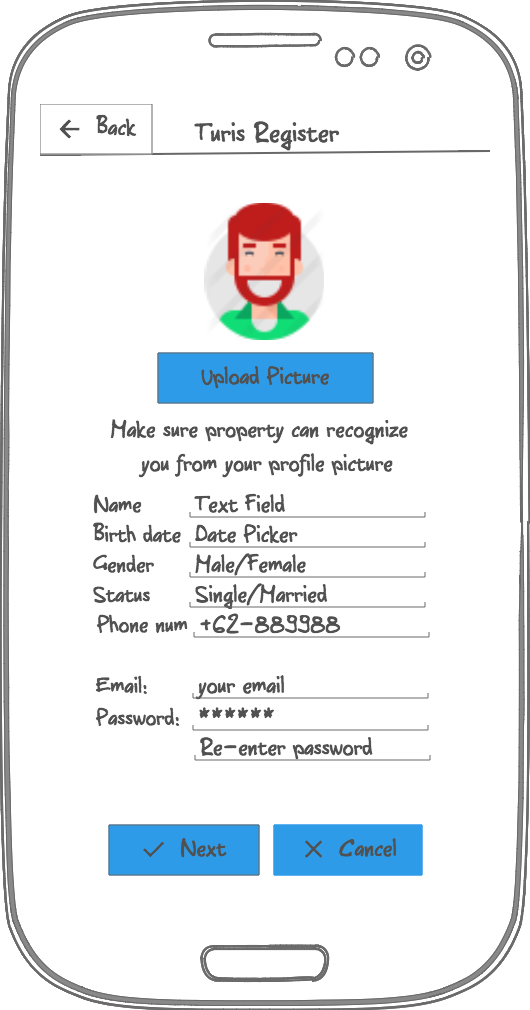 Back
Turis Register
Upload Picture
Make sure property can recognize
you from your profile picture
Name Text Field
Birth date Date Picker
Gender Male/Female
Status Single/Married
Phone num +62-889988
Email: your email
Password: ******
Re-enter password
Next Cancel